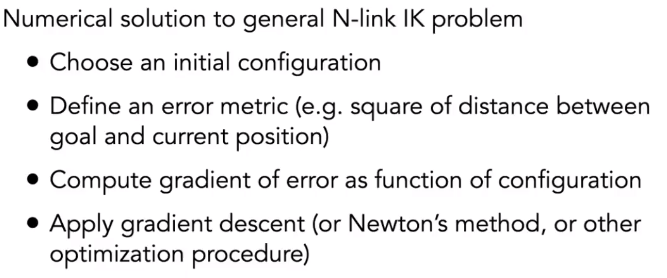 Numerical solution to general N-link IK problem
● Choose an initial configuration
● Define an error metric (e.g. square of distance between
goal and current position)
● Compute gradient of error as function of configuration
● Apply gradient descent (or Newton's method, or other
optimization procedure)